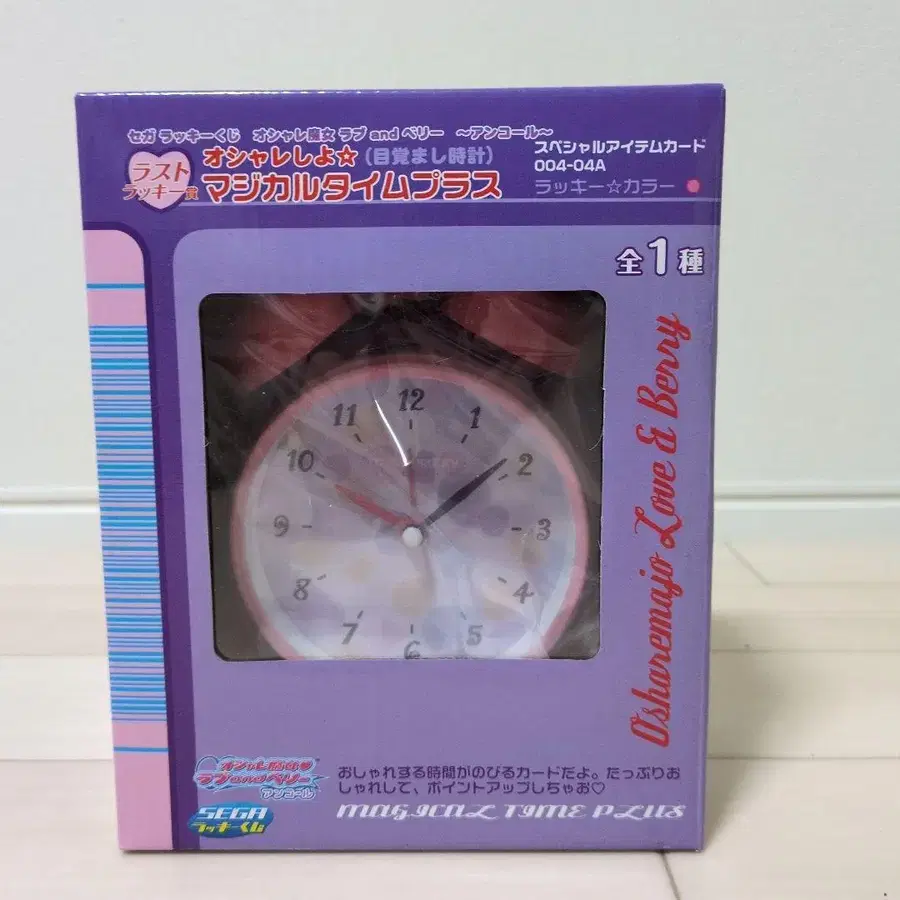 セガ ラッキーくじ オシャレ魔女 ラブ and ベリー ～アンコール～
ラスト
ラッキー賞
オシャレしよ☆(目覚まし時計)
マジカルタイムプラス
スペシャルアイテムカード
004-04A
ラッキー☆カラー
全1種
12
1
2
3
4
5
6
7
8
9
10
11
Osharemajo Love & Berry
オシャレ魔女♥
ラブ and ベリー
アンコール
SEGA
ラッキーくじ
おしゃれする時間がのびるカードだよ。たっぷりお
しゃれして、ポイントアップしちゃお♡
MAGICAL TIME PLUS